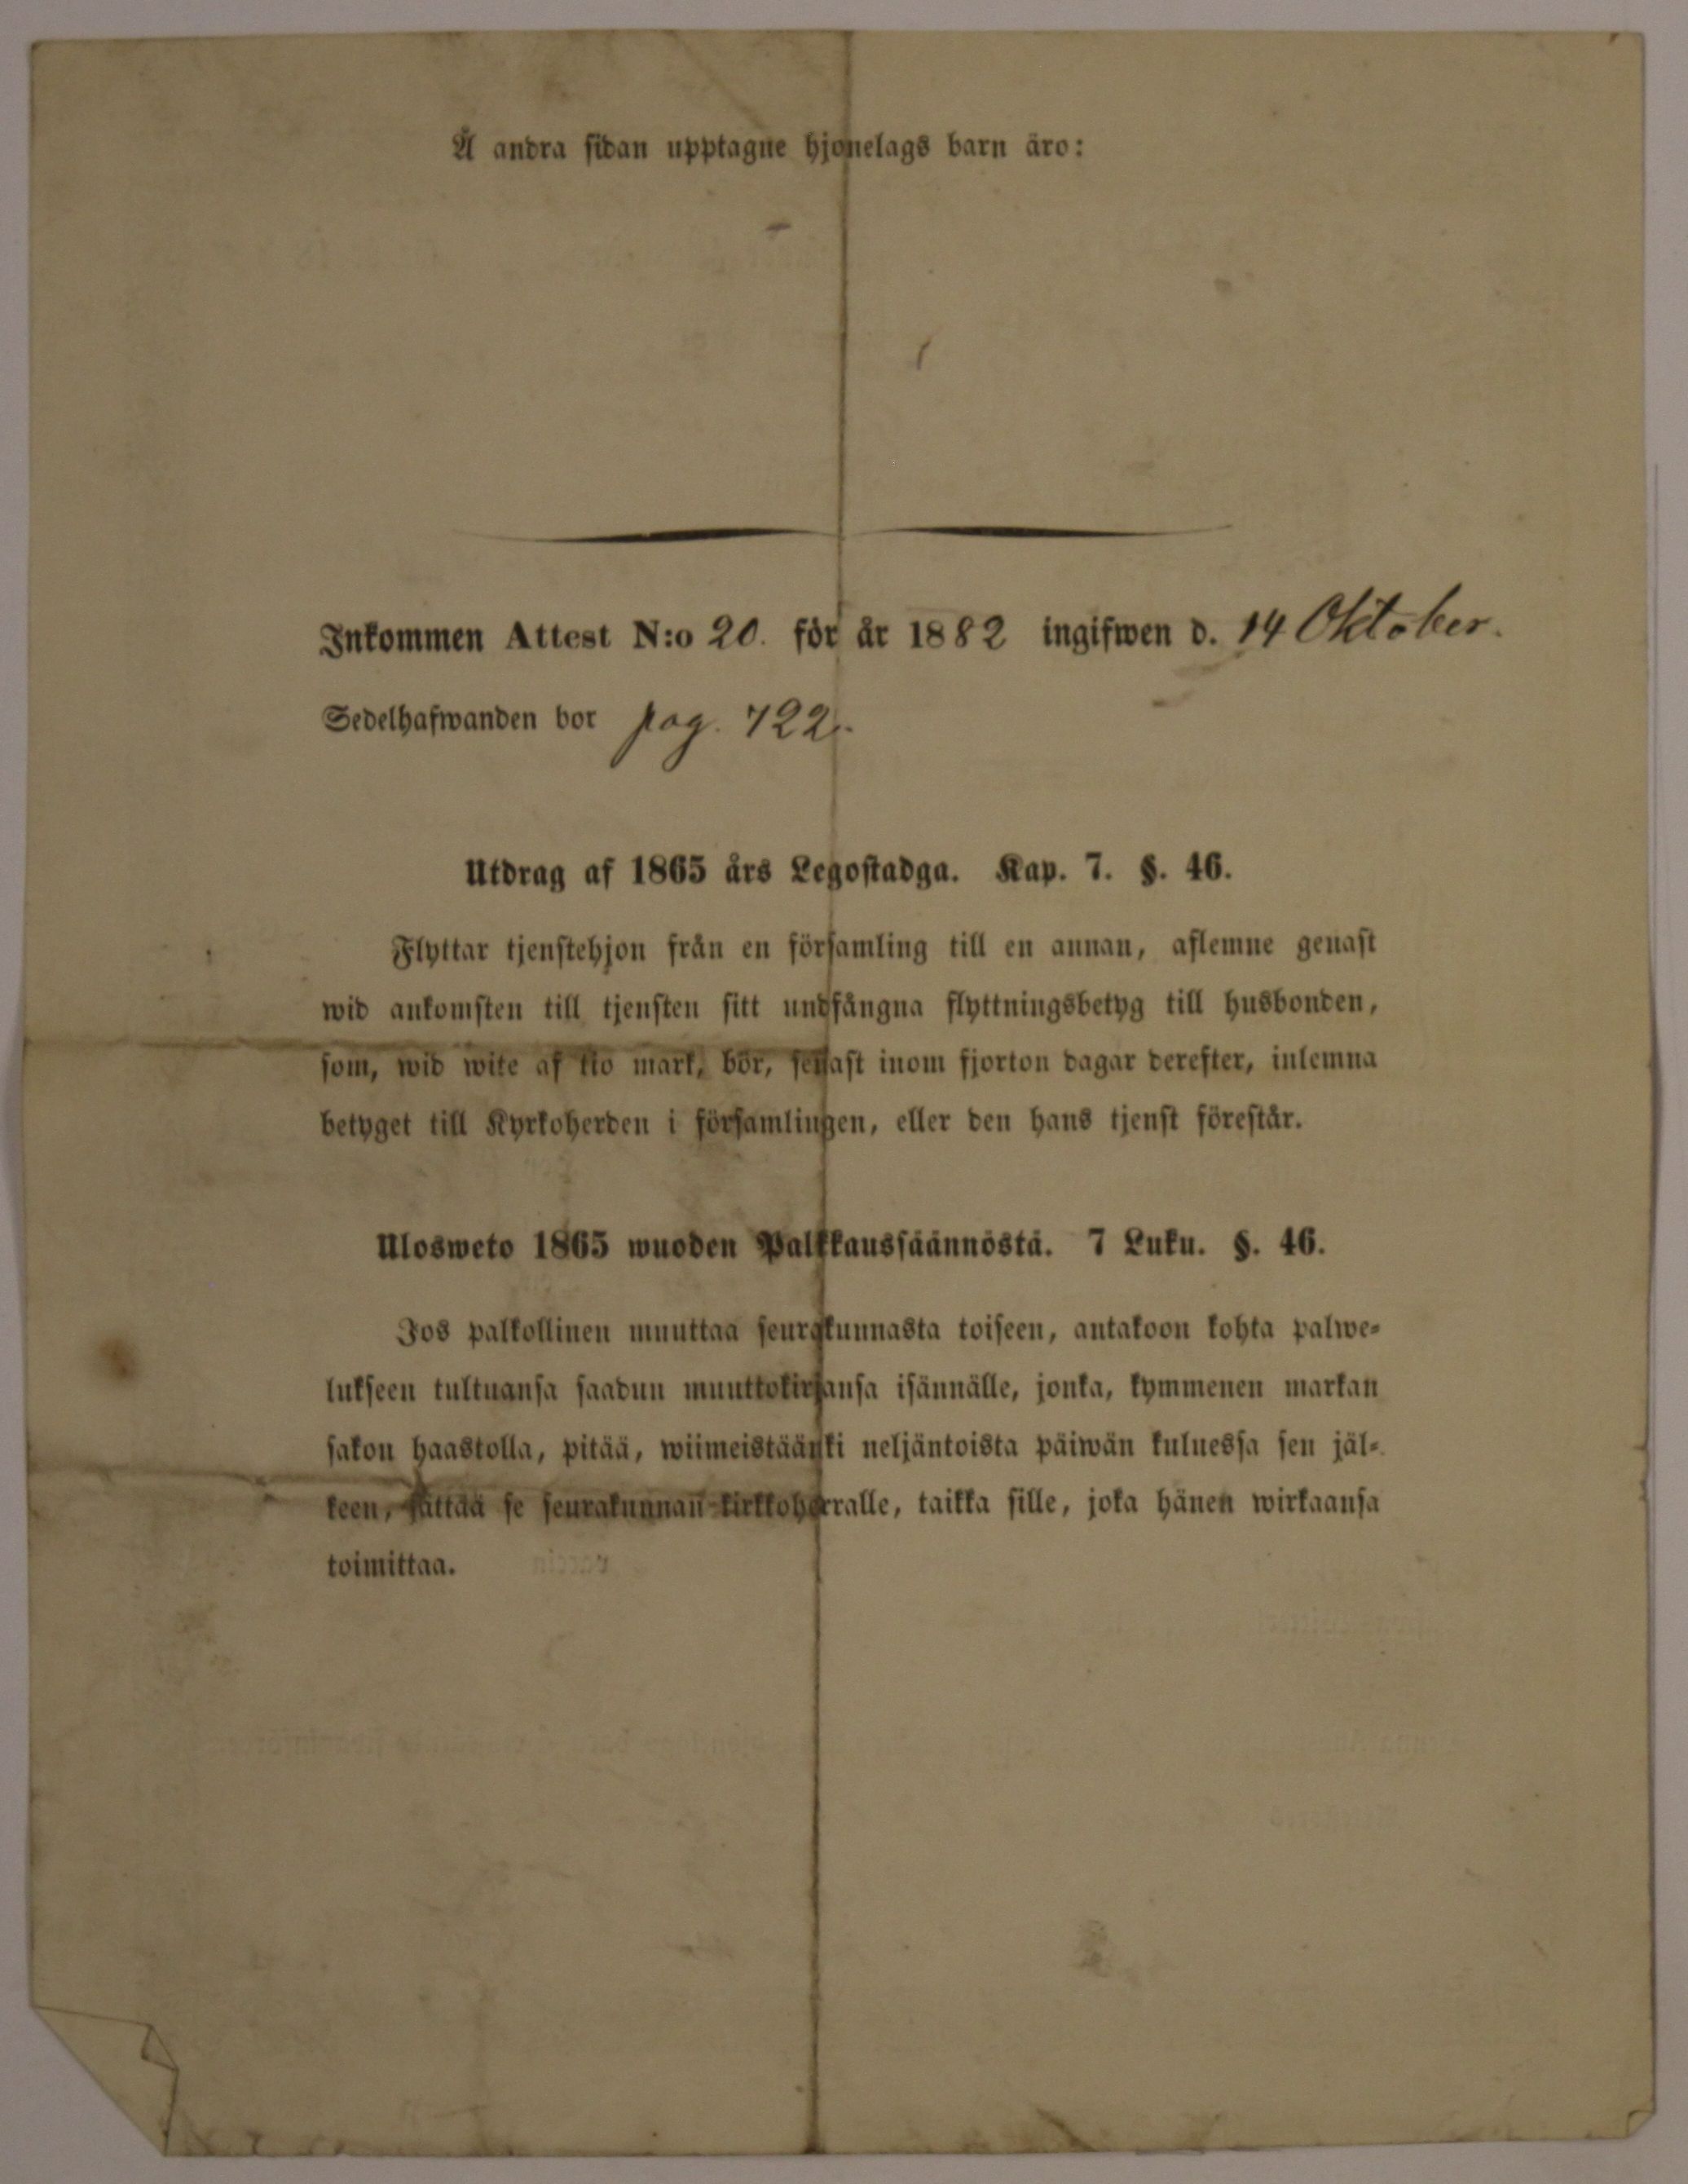 Å andra sidan upptagne hjonelags barn äro:
Inkommen Attest N:o 20. för år 1882 ingifwen d. 14 Oktober.
Sedelhafwanden bor pag. 722.
Utdrag af 1865 års Legostadga. Kap. 7. §. 46.
Flyttar tjenstehjon från en församling till en annan, aflemne genast
wid ankomsten till tjensten sitt undfångna flyttningsbetyg till husbonden,
som, wid wite af tio mark, bör, senast inom fjorton dagar derefter, inlemna
betyget till Kyrkoherden i församlingen, eller den hans tjenst förestår.
Ulosweto 1865 wuoden Palkkaussäännöstä. 7 Luku. §. 46.
Jos palkollinen muuttaa seurakunnasta toiseen, antakoon kohta palwe-
lukseen tultuansa saadun muuttokirjansa isännälle, jonka, kymmenen markan
sakon haastolla, pitää, wiimeistäänki neljäntoista päiwän kuluessa sen jäl-
keen, jättää se seurakunnan kirkkoherralle, taikka sille, joka hänen wirkaansa
toimittaa.